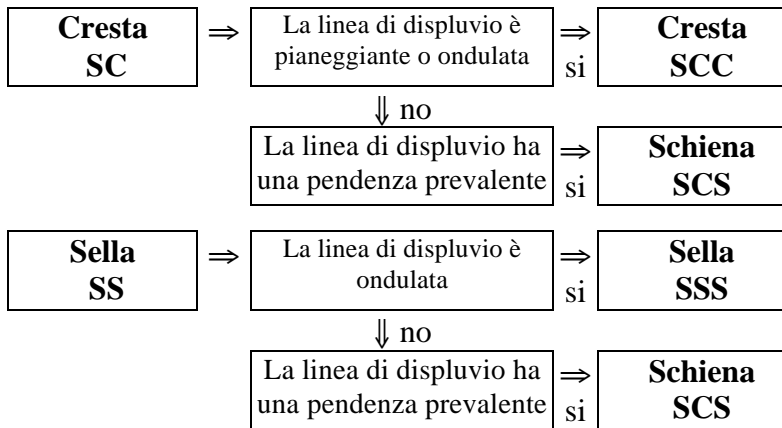 Cresta
SC
⇒
La linea di displuvio è
pianeggiante o ondulata
⇒
si
Cresta
SCC
⇓ no
La linea di displuvio ha
una pendenza prevalente
⇒
si
Schiena
SCS
Sella
SS
⇒
La linea di displuvio è
ondulata
⇒
si
Sella
SSS
⇓ no
La linea di displuvio ha
una pendenza prevalente
⇒
si
Schiena
SCS